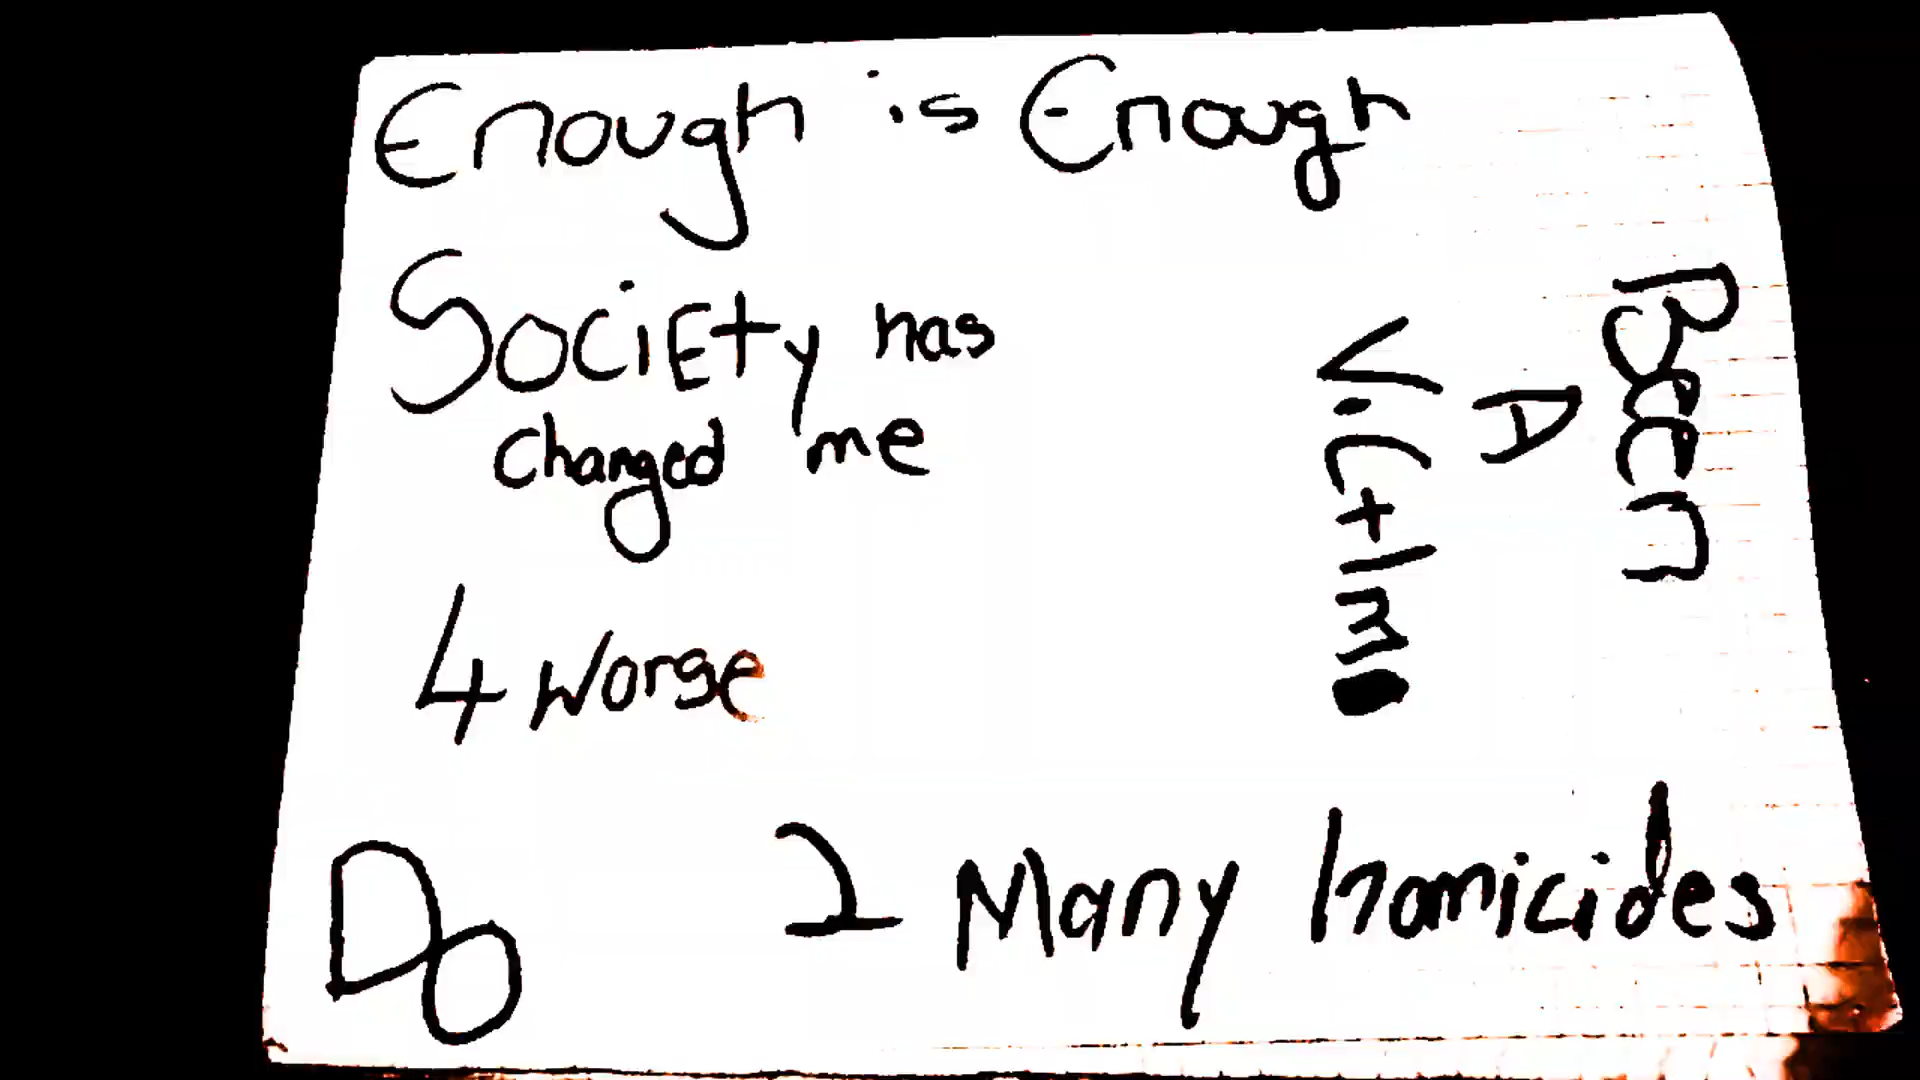 Enough is Enough
SOCiEty has
changed me
4 worse
Been
A
Victim.
Do 2 Many homicides